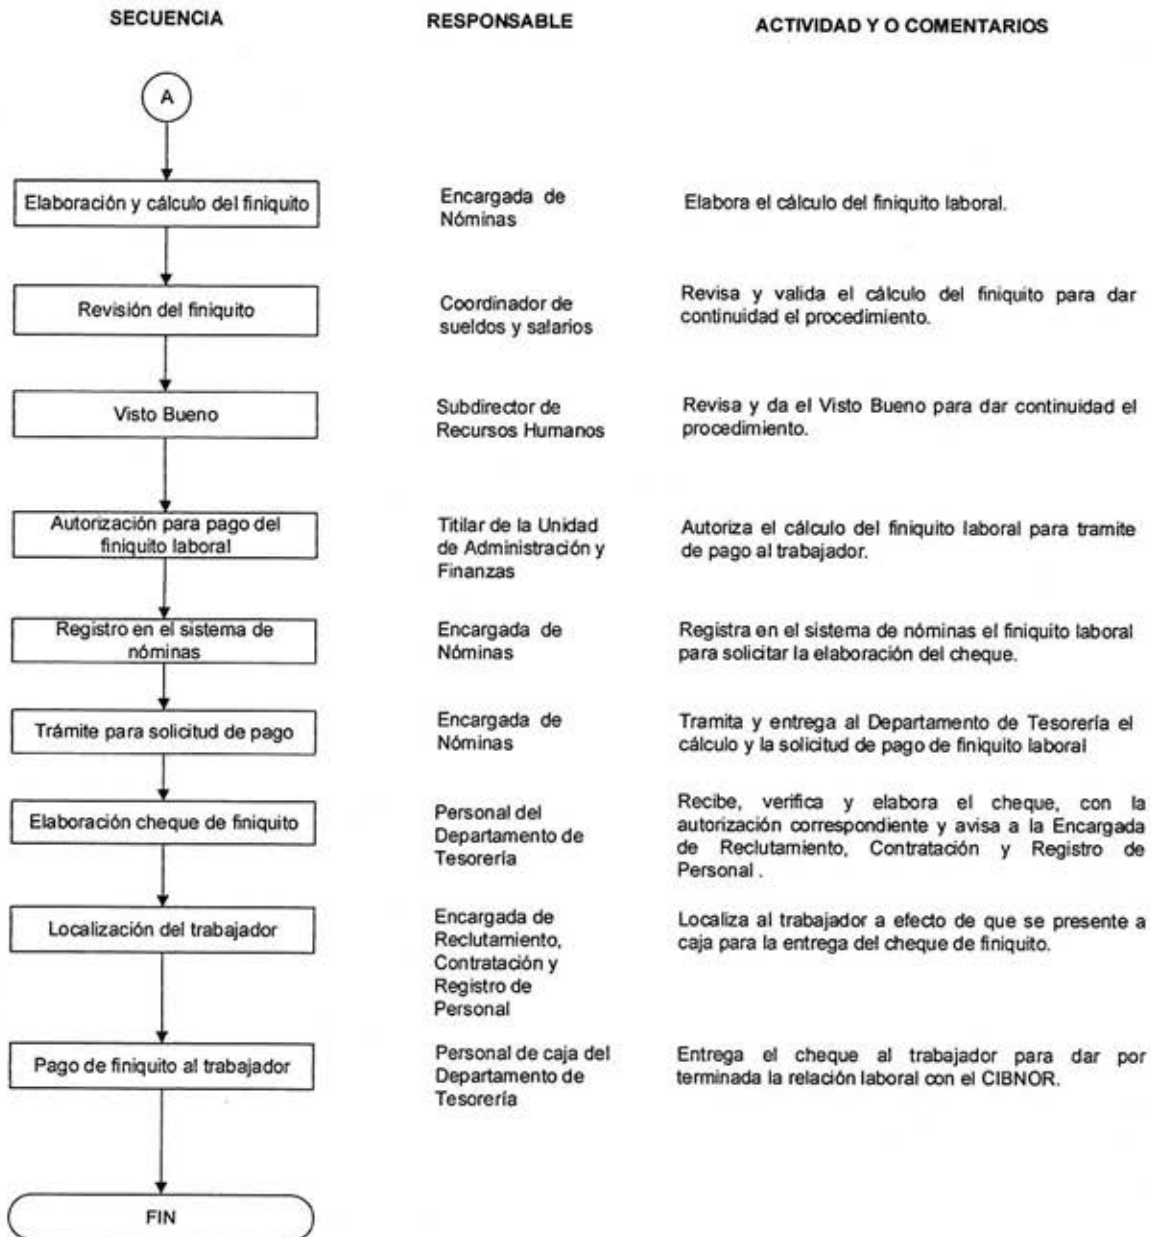 SECUENCIA
RESPONSABLE
ACTIVIDAD Y O COMENTARIOS
A
Elaboración y cálculo del finiquito
Encargada de
Nóminas
Elabora el cálculo del finiquito laboral.
Revisión del finiquito
Coordinador de
sueldos y salarios
Revisa y valida el cálculo del finiquito para dar
continuidad el procedimiento.
Visto Bueno
Subdirector de
Recursos Humanos
Revisa y da el Visto Bueno para dar continuidad el
procedimiento.
Autorización para pago del
finiquito laboral
Titilar de la Unidad
de Administración y
Finanzas
Autoriza el cálculo del finiquito laboral para tramite
de pago al trabajador.
Registro en el sistema de
nóminas
Encargada de
Nóminas
Registra en el sistema de nóminas el finiquito laboral
para solicitar la elaboración del cheque.
Trámite para solicitud de pago
Encargada de
Nóminas
Tramita y entrega al Departamento de Tesorería el
cálculo y la solicitud de pago de finiquito laboral
Elaboración cheque de finiquito
Personal del
Departamento de
Tesorería
Recibe, verifica y elabora el cheque, con la
autorización correspondiente y avisa a la Encargada
de Reclutamiento, Contratación y Registro de
Personal .
Localización del trabajador
Encargada de
Reclutamiento,
Contratación y
Registro de
Personal
Localiza al trabajador a efecto de que se presente a
caja para la entrega del cheque de finiquito.
Pago de finiquito al trabajador
Personal de caja del
Departamento de
Tesorería
Entrega el cheque al trabajador para dar por
terminada la relación laboral con el CIBNOR.
FIN